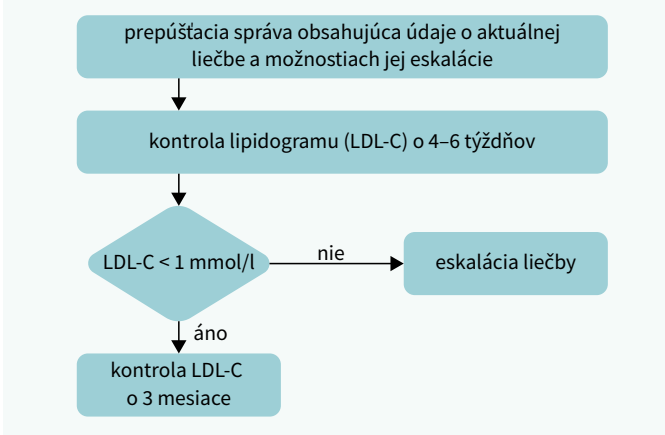 prepúšťacia správa obsahujúca údaje o aktuálnej
liečbe a možnostiach jej eskalácie
kontrola lipidogramu (LDL-C) o 4–6 týždňov
LDL-C < 1 mmol/l
nie
eskalácia liečby
áno
kontrola LDL-C
o 3 mesiace